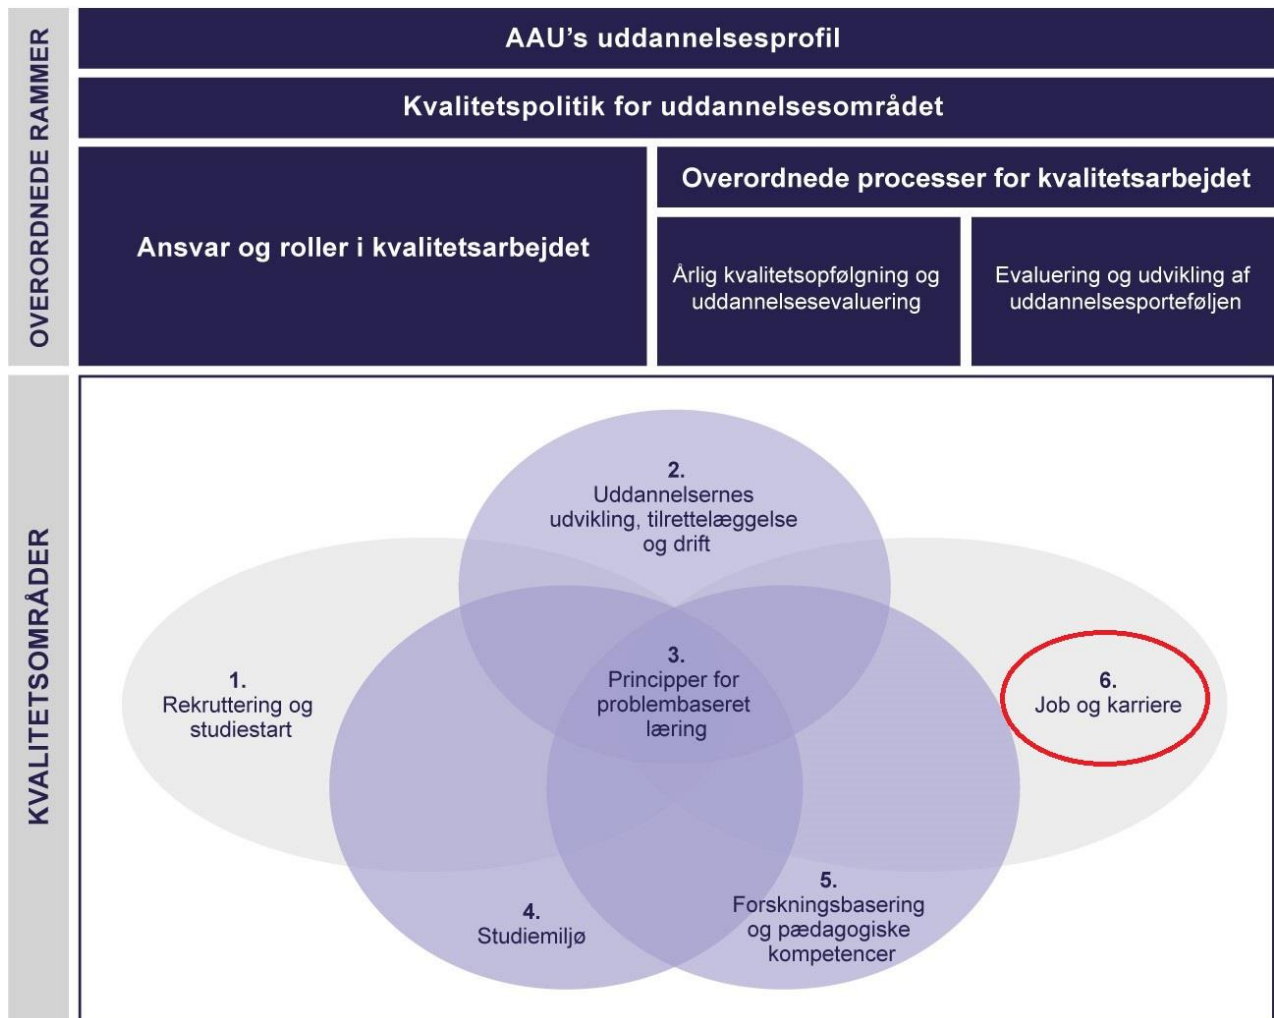 OVERORDNEDE RAMMER
AAU's uddannelsesprofil
Kvalitetspolitik for uddannelsesområdet
Ansvar og roller i kvalitetsarbejdet
Overordnede processer for kvalitetsarbejdet
Årlig kvalitetsopfølgning og
uddannelsesevaluering
Evaluering og udvikling af
uddannelsesporteføljen
KVALITETSOMRÅDER
2.
Uddannelsernes
udvikling, tilrettelæggelse
og drift
1.
Rekruttering og
studiestart
3.
Principper for
problembaseret
læring
6.
Job og karriere
4.
Studiemiljø
5.
Forskningsbasering
og pædagogiske
kompetencer